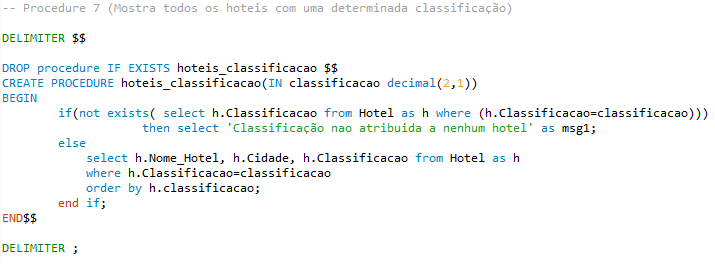 -- Procedure 7 (Mostra todos os hoteis com uma determinada classificação)

DELIMITER $$

DROP procedure IF EXISTS hoteis_classificacao $$
CREATE PROCEDURE hoteis_classificacao(IN classificacao decimal(2,1))
BEGIN
        if(not exists( select h.Classificacao from Hotel as h where (h.Classificacao=classificacao)))
                    then select 'Classificação nao atribuida a nenhum hotel' as msg1;
        else
            select h.Nome_Hotel, h.Cidade, h.Classificacao from Hotel as h
            where h.Classificacao=classificacao
            order by h.classificacao;
        end if;
END$$

DELIMITER ;